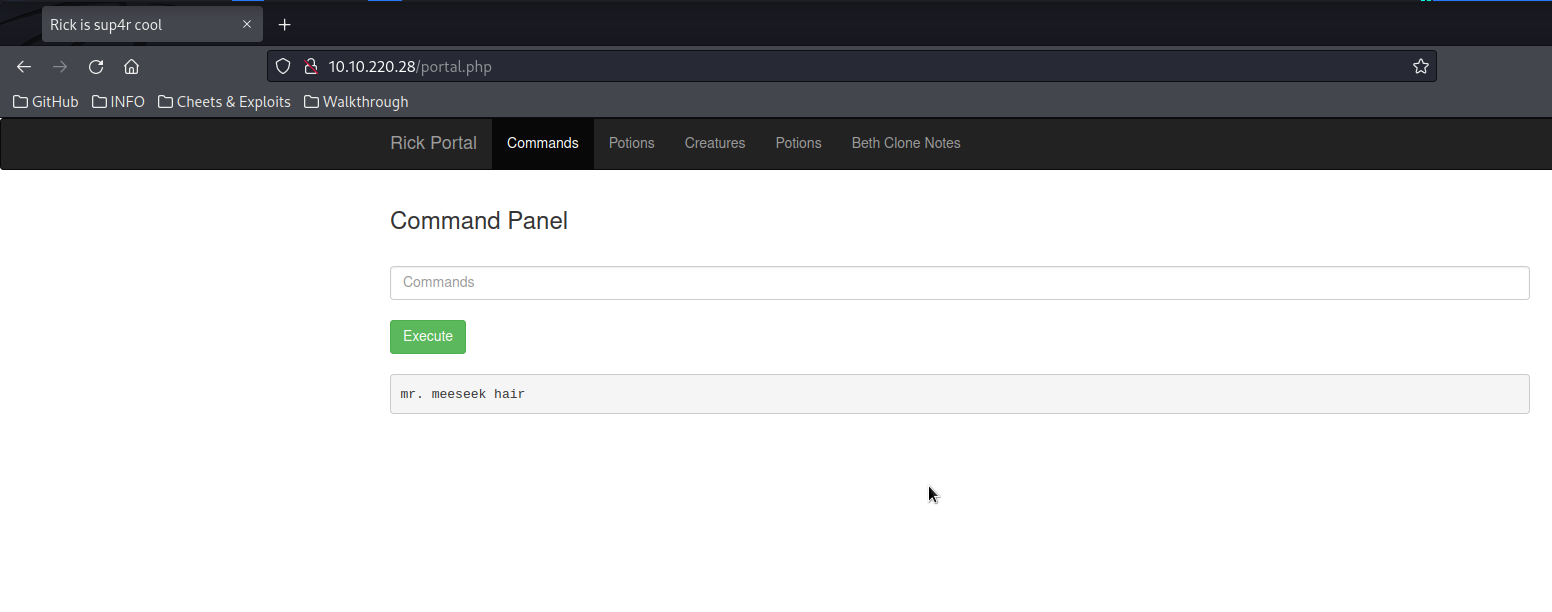 Rick is sup4r cool
10.10.220.28/portal.php
GitHub INFO Cheets & Exploits Walkthrough
Rick Portal Commands Potions Creatures Potions Beth Clone Notes
Command Panel
Commands
Execute
mr. meeseek hair